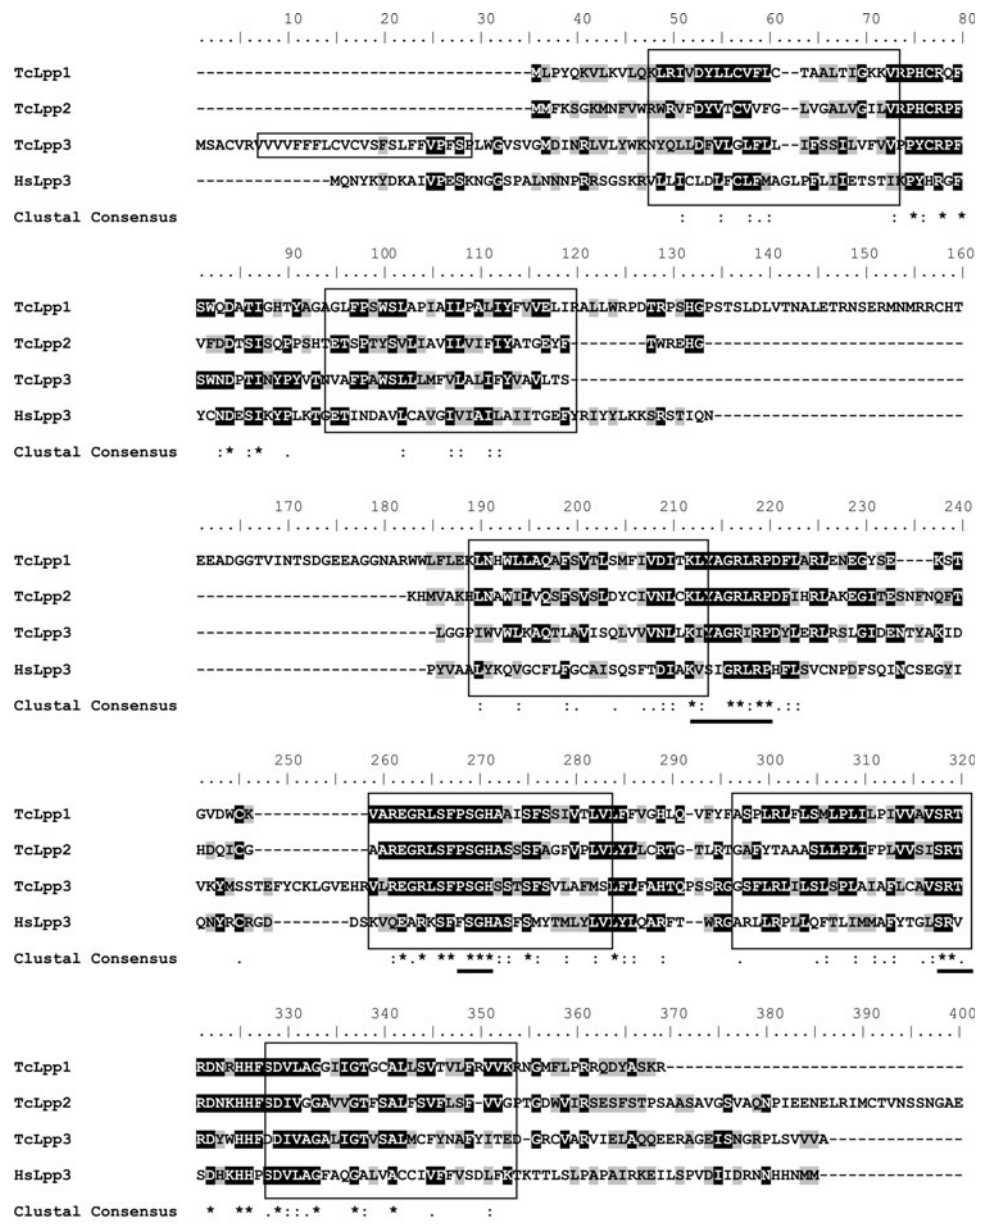 10 20 30 40 50 60 70 80
TcLpp1 -----------------------------------MLPYQKVLKVLQKLRIVDYLLCVFLC--TAALTIGKKVRPHCRQF
TcLpp2 -----------------------------------MMFKSGKMNFVWRWRVFDYVTCVVFG--LVGALVGILVRPHCRPF
TcLpp3 MSACVRVVVVFFFLCVCVSFSLFFVPFSPLWGVSVGMDINRLVLYWKNYQLLDFVLGLFLL--IFSSILVFVVPPYCRPF
HsLpp3 --------------MQNYKYDKAIVPESKNGGSPALNNNPRRSGSKRVLLICLDLFCLFMAGLPFLIIETSTIKPYHRGF
Clustal Consensus : : :.: : *: * *
90 100 110 120 130 140 150 160
TcLpp1 SWQDATIGHTYAGAGLFPSWSLAPIAILPALIYFVVELIRALLWRPDTRPSHGPSTSLDLVTNALETRNSERMNMRRCHT
TcLpp2 VFDDTSISQPPSHTETSPTYSVLIAVILVIFIYATGEYF--------TWREHG---------------------------
TcLpp3 SWNDPTINYPYVTNVAFPAWSLLLMFVLALIFYVAVLTS-----------------------------------------
HsLpp3 YCNDESIKYPLKTGETINDAVLCAVGIVIAILAIITGEFYRIYYLKKSRSTIQN--------------------------
Clustal Consensus :* :* . : :: ::
170 180 190 200 210 220 230 240
TcLpp1 EEADGGTVINTSDGEEAGGNARWWLFLEKLNHWLLAQAFSVTLSMFIVDITKLYAGRLRPDFLARLENEGYSE----KST
TcLpp2 ----------------------KHMVAKHLNAWILVQSFSVSLDYCIVNLCKLYAGRLRPDFIHRLAKEGITESNFNQFT
TcLpp3 -------------------------LGGPIWVWLKAQTLAVISQLVVVNLLKIYAGRIRPDYLERLRSLGIDENTYAKID
HsLpp3 ------------------------PYVAALYKQVGCFLFGCAISQSFTDIAKVSIGRLRPHFLSVCNPDFSQINCSEGYI
Clustal Consensus : . :. . .:: *: **:**.::
250 260 270 280 290 300 310 320
TcLpp1 GVDWCK------------VAREGRLSFPSGHAAISFSSIVTLVLFFVGHLQ-VFYFASPLRLFLSMLPLILPIVVAVSRT
TcLpp2 HDQICG------------AAREGRLSFPSGHASSSFAGFVPLVLYLLCRTG-TLRTGAFYTAAASLLPLIFPLVVSISRT
TcLpp3 VKYMSSTEFYCKLGVEHRVLREGRLSFPSGHSSTSFSVLAFMSLFLFAHTQPSSRGGSFLRLILSLSPLAIAFLCAVSRT
HsLpp3 QNYRCRGD--------DSKVQEARKSFFSGHASFSMYTMLYLVLYLQARFT--WRGARLLRPLLQFTLIMMAFYTGLSRV
Clustal Consensus . :*.* ** ***:: *: : : *:: : . .: : : : .:**.
330 340 350 360 370 380 390 400
TcLpp1 RDNRHHFSDVLAGGIIGTGCALLSVTVLFRVVKRNGMFLPRRQDYASKR-------------------------------
TcLpp2 RDNKHHFSDIVGGAVVGTFSALFSVFLSF-VVGPTGDWVIRSESFSTPSAASAVGSVAQNPIEENELRIMCTVNSSNGAE
TcLpp3 RDYWHHFDDIVAGALIGTVSALMCFYNAFYITED-GRCVARVIELAQQEERAGEISNGRPLSVVVA--------------
HsLpp3 SDHKHHPSDVLAGFAQGALVACCIVFFVSDLFKTKTTLSLPAPAIRKEILSPVDIIDRNNHHNMM---------------
Clustal Consensus * ** .*::.* *: * . :